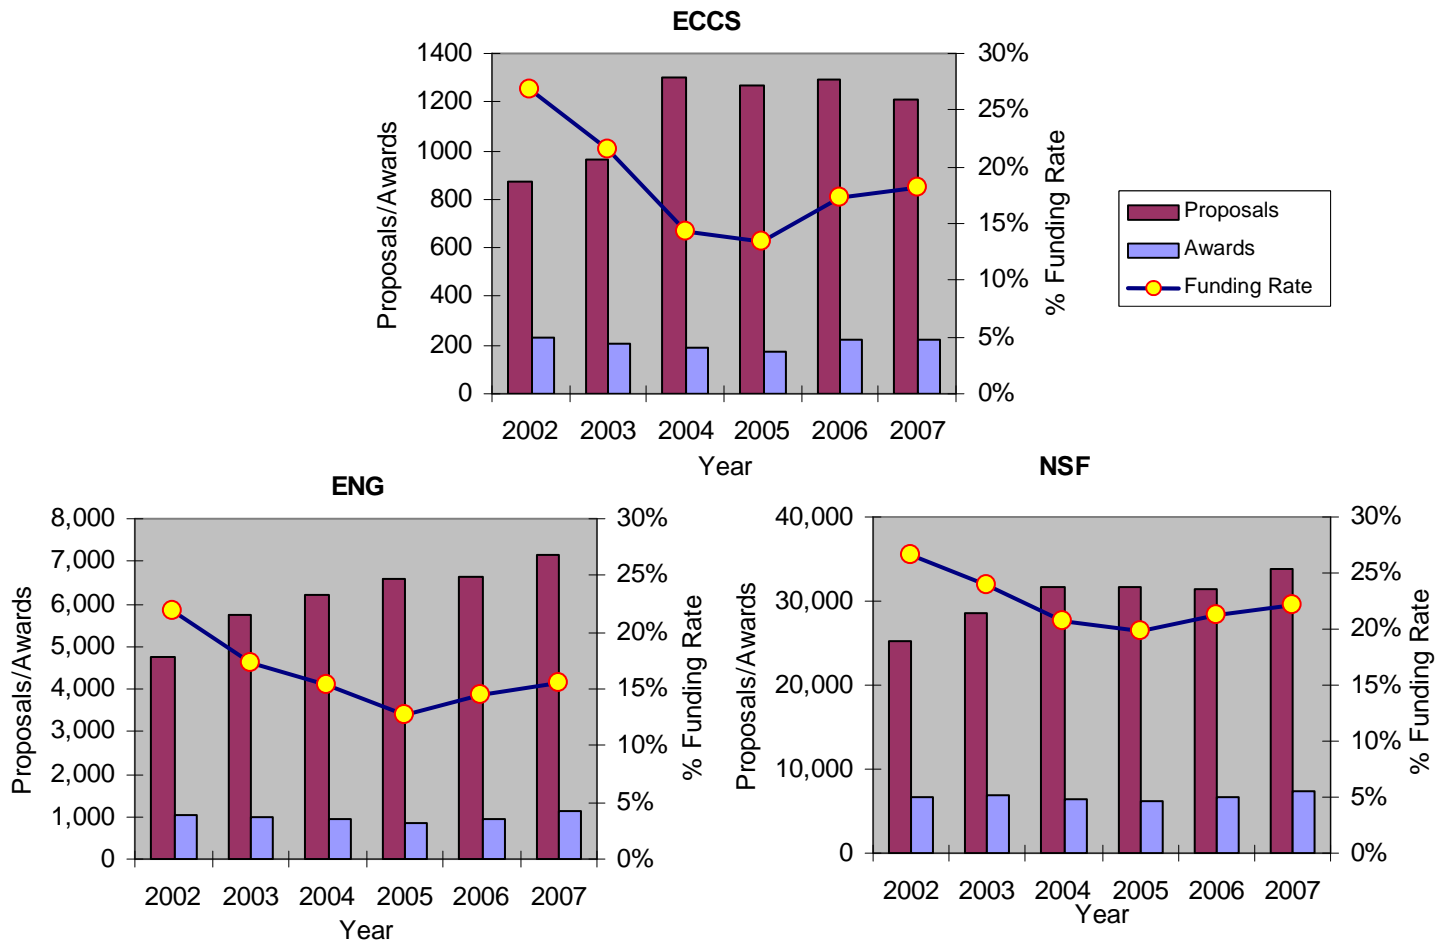 ECCS
1400
1200
1000
800
600
400
200
0
Proposals/Awards
30%
25%
20%
15%
10%
5%
0%
% Funding Rate
2002 2003 2004 2005 2006 2007
Year
Proposals
Awards
Funding Rate
ENG
8,000
7,000
6,000
5,000
4,000
3,000
2,000
1,000
0
Proposals/Awards
30%
25%
20%
15%
10%
5%
0%
% Funding Rate
2002 2003 2004 2005 2006 2007
Year
NSF
40,000
30,000
20,000
10,000
0
Proposals/Awards
30%
25%
20%
15%
10%
5%
0%
% Funding Rate
2002 2003 2004 2005 2006 2007
Year